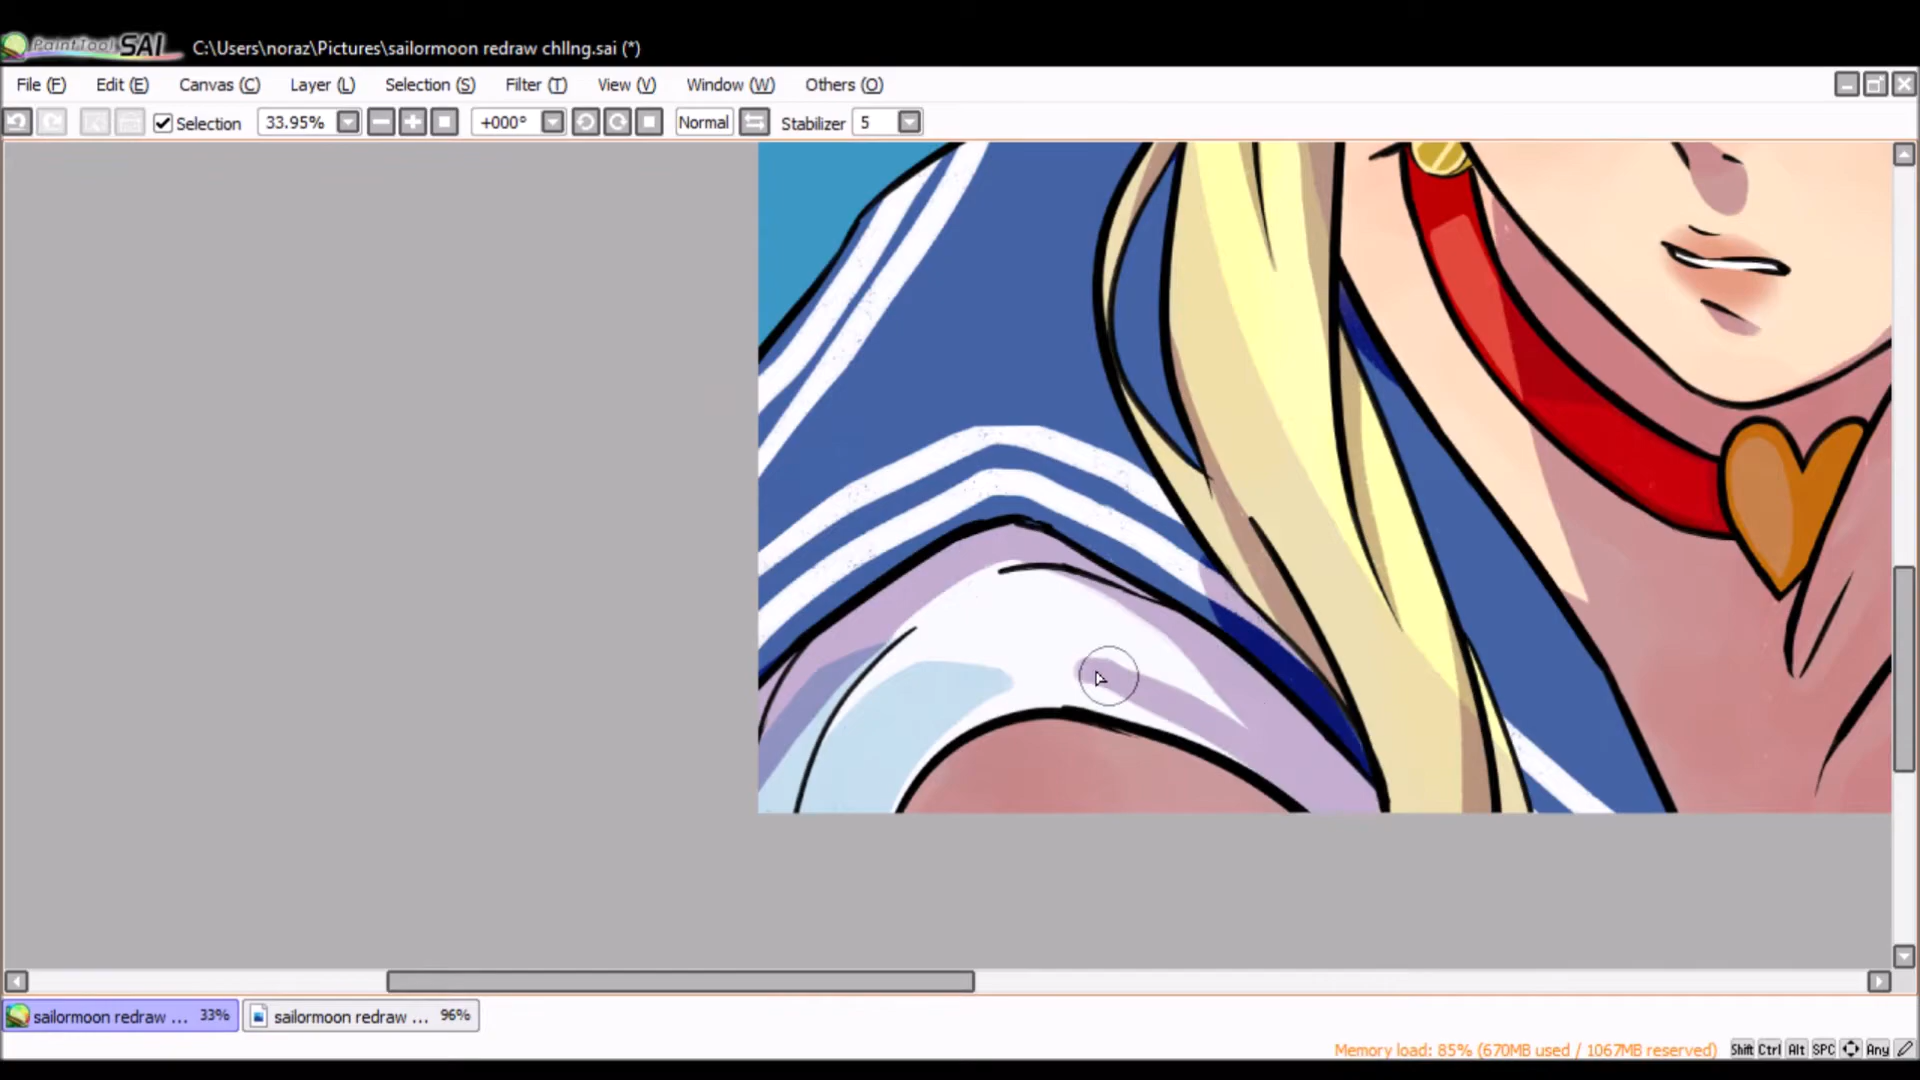 PaintTool SAI C:\Users\noraz\Pictures\sailormoon redraw chllng.sai (*)
File (F) Edit (E) Canvas (C) Layer (L) Selection (S) Filter (T) View (V) Window (W) Others (O)
Selection 33.95% +000° Normal Stabilizer 5
sailormoon redraw ... 33% sailormoon redraw ... 96%
Memory load: 85% (670MB used / 1067MB reserved) Shift Ctrl Alt SPC Any